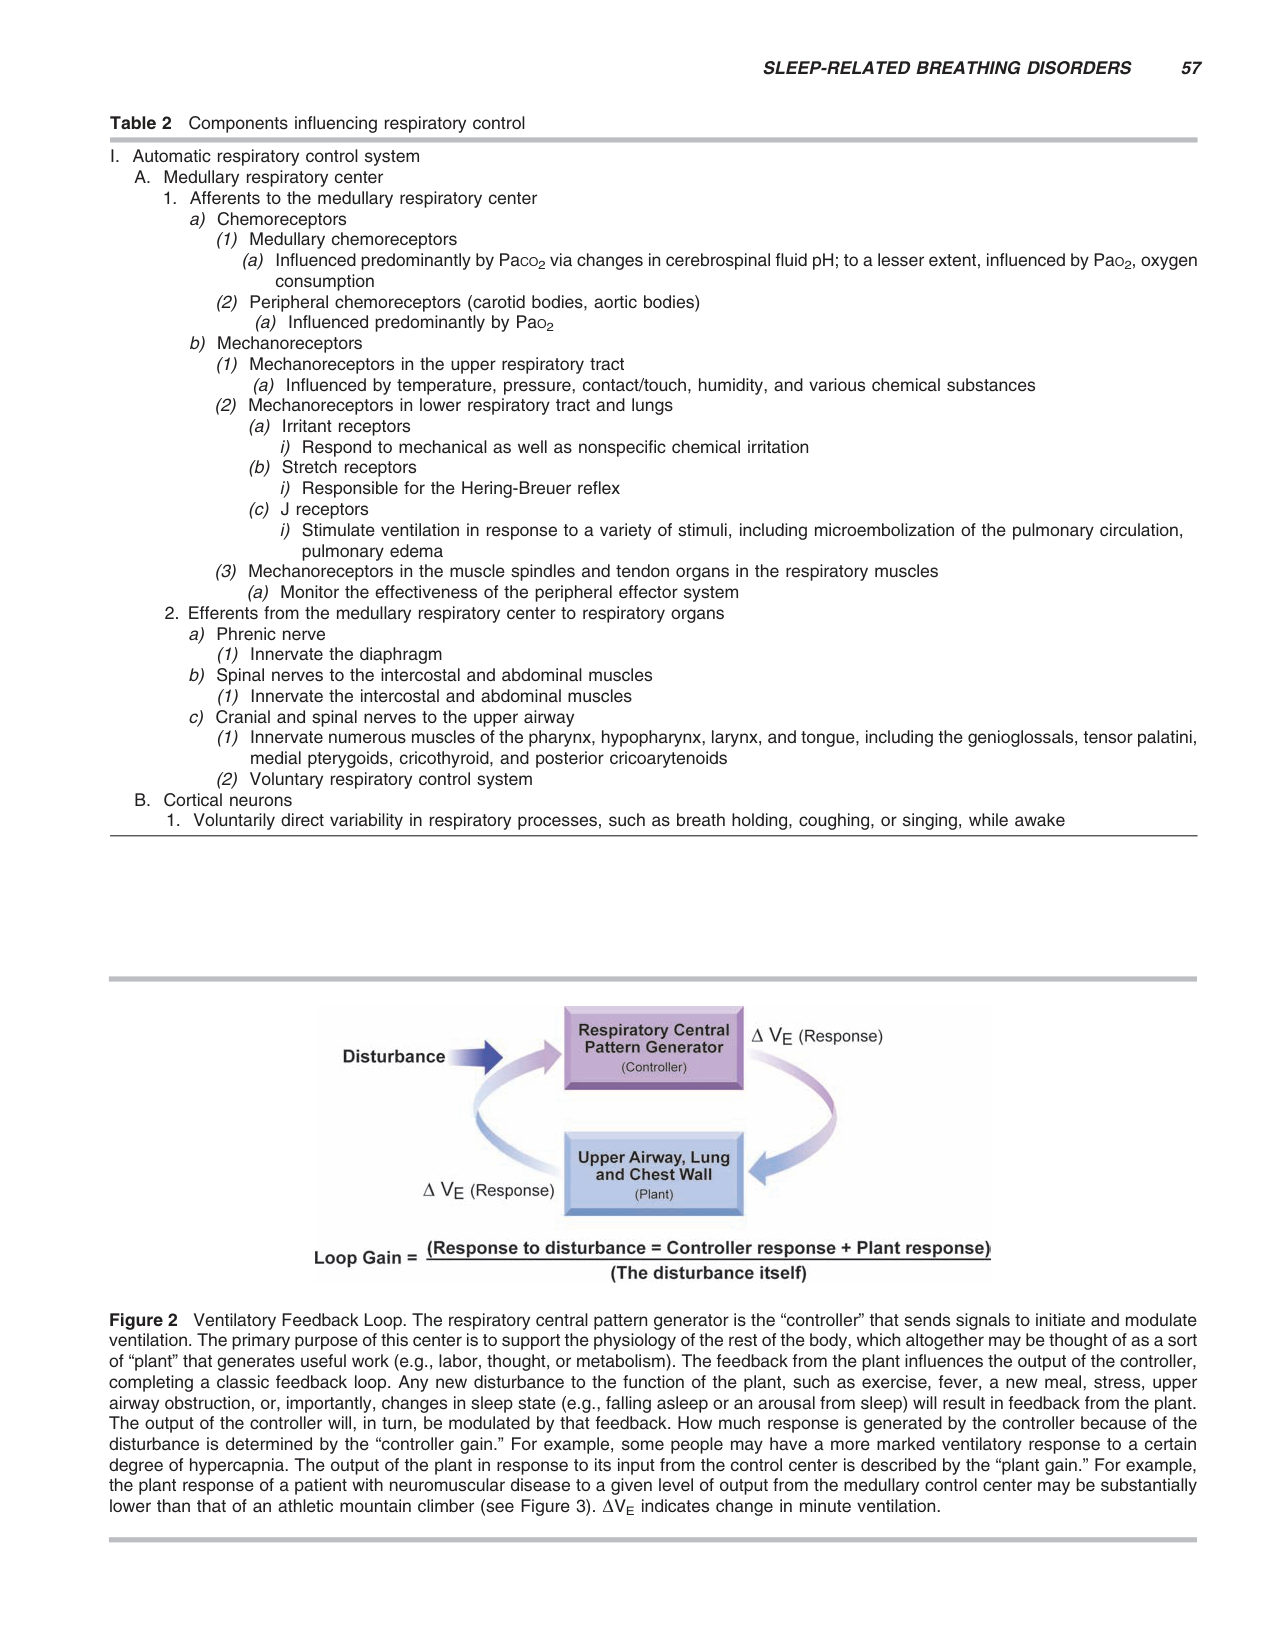 SLEEP-RELATED BREATHING DISORDERS 57
Table 2 Components influencing respiratory control
I. Automatic respiratory control system
A. Medullary respiratory center
1. Afferents to the medullary respiratory center
a) Chemoreceptors
(1) Medullary chemoreceptors
(a) Influenced predominantly by PaCO2 via changes in cerebrospinal fluid pH; to a lesser extent, influenced by PaO2, oxygen
consumption
(2) Peripheral chemoreceptors (carotid bodies, aortic bodies)
(a) Influenced predominantly by PaO2
b) Mechanoreceptors
(1) Mechanoreceptors in the upper respiratory tract
(a) Influenced by temperature, pressure, contact/touch, humidity, and various chemical substances
(2) Mechanoreceptors in lower respiratory tract and lungs
(a) Irritant receptors
i) Respond to mechanical as well as nonspecific chemical irritation
(b) Stretch receptors
i) Responsible for the Hering-Breuer reflex
(c) J receptors
i) Stimulate ventilation in response to a variety of stimuli, including microembolization of the pulmonary circulation,
pulmonary edema
(3) Mechanoreceptors in the muscle spindles and tendon organs in the respiratory muscles
(a) Monitor the effectiveness of the peripheral effector system
2. Efferents from the medullary respiratory center to respiratory organs
a) Phrenic nerve
(1) Innervate the diaphragm
b) Spinal nerves to the intercostal and abdominal muscles
(1) Innervate the intercostal and abdominal muscles
c) Cranial and spinal nerves to the upper airway
(1) Innervate numerous muscles of the pharynx, hypopharynx, larynx, and tongue, including the genioglossals, tensor palatini,
medial pterygoids, cricothyroid, and posterior cricoarytenoids
(2) Voluntary respiratory control system
B. Cortical neurons
1. Voluntarily direct variability in respiratory processes, such as breath holding, coughing, or singing, while awake
Respiratory Central
Pattern Generator
(Controller)
Δ VE (Response)
Disturbance
Upper Airway, Lung
and Chest Wall
(Plant)
Δ VE (Response)
Loop Gain = (Response to disturbance = Controller response + Plant response)
(The disturbance itself)
Figure 2 Ventilatory Feedback Loop. The respiratory central pattern generator is the “controller” that sends signals to initiate and modulate
ventilation. The primary purpose of this center is to support the physiology of the rest of the body, which altogether may be thought of as a sort
of “plant” that generates useful work (e.g., labor, thought, or metabolism). The feedback from the plant influences the output of the controller,
completing a classic feedback loop. Any new disturbance to the function of the plant, such as exercise, fever, a new meal, stress, upper
airway obstruction, or, importantly, changes in sleep state (e.g., falling asleep or an arousal from sleep) will result in feedback from the plant.
The output of the controller will, in turn, be modulated by that feedback. How much response is generated by the controller because of the
disturbance is determined by the “controller gain.” For example, some people may have a more marked ventilatory response to a certain
degree of hypercapnia. The output of the plant in response to its input from the control center is described by the “plant gain.” For example,
the plant response of a patient with neuromuscular disease to a given level of output from the medullary control center may be substantially
lower than that of an athletic mountain climber (see Figure 3). ΔVE indicates change in minute ventilation.